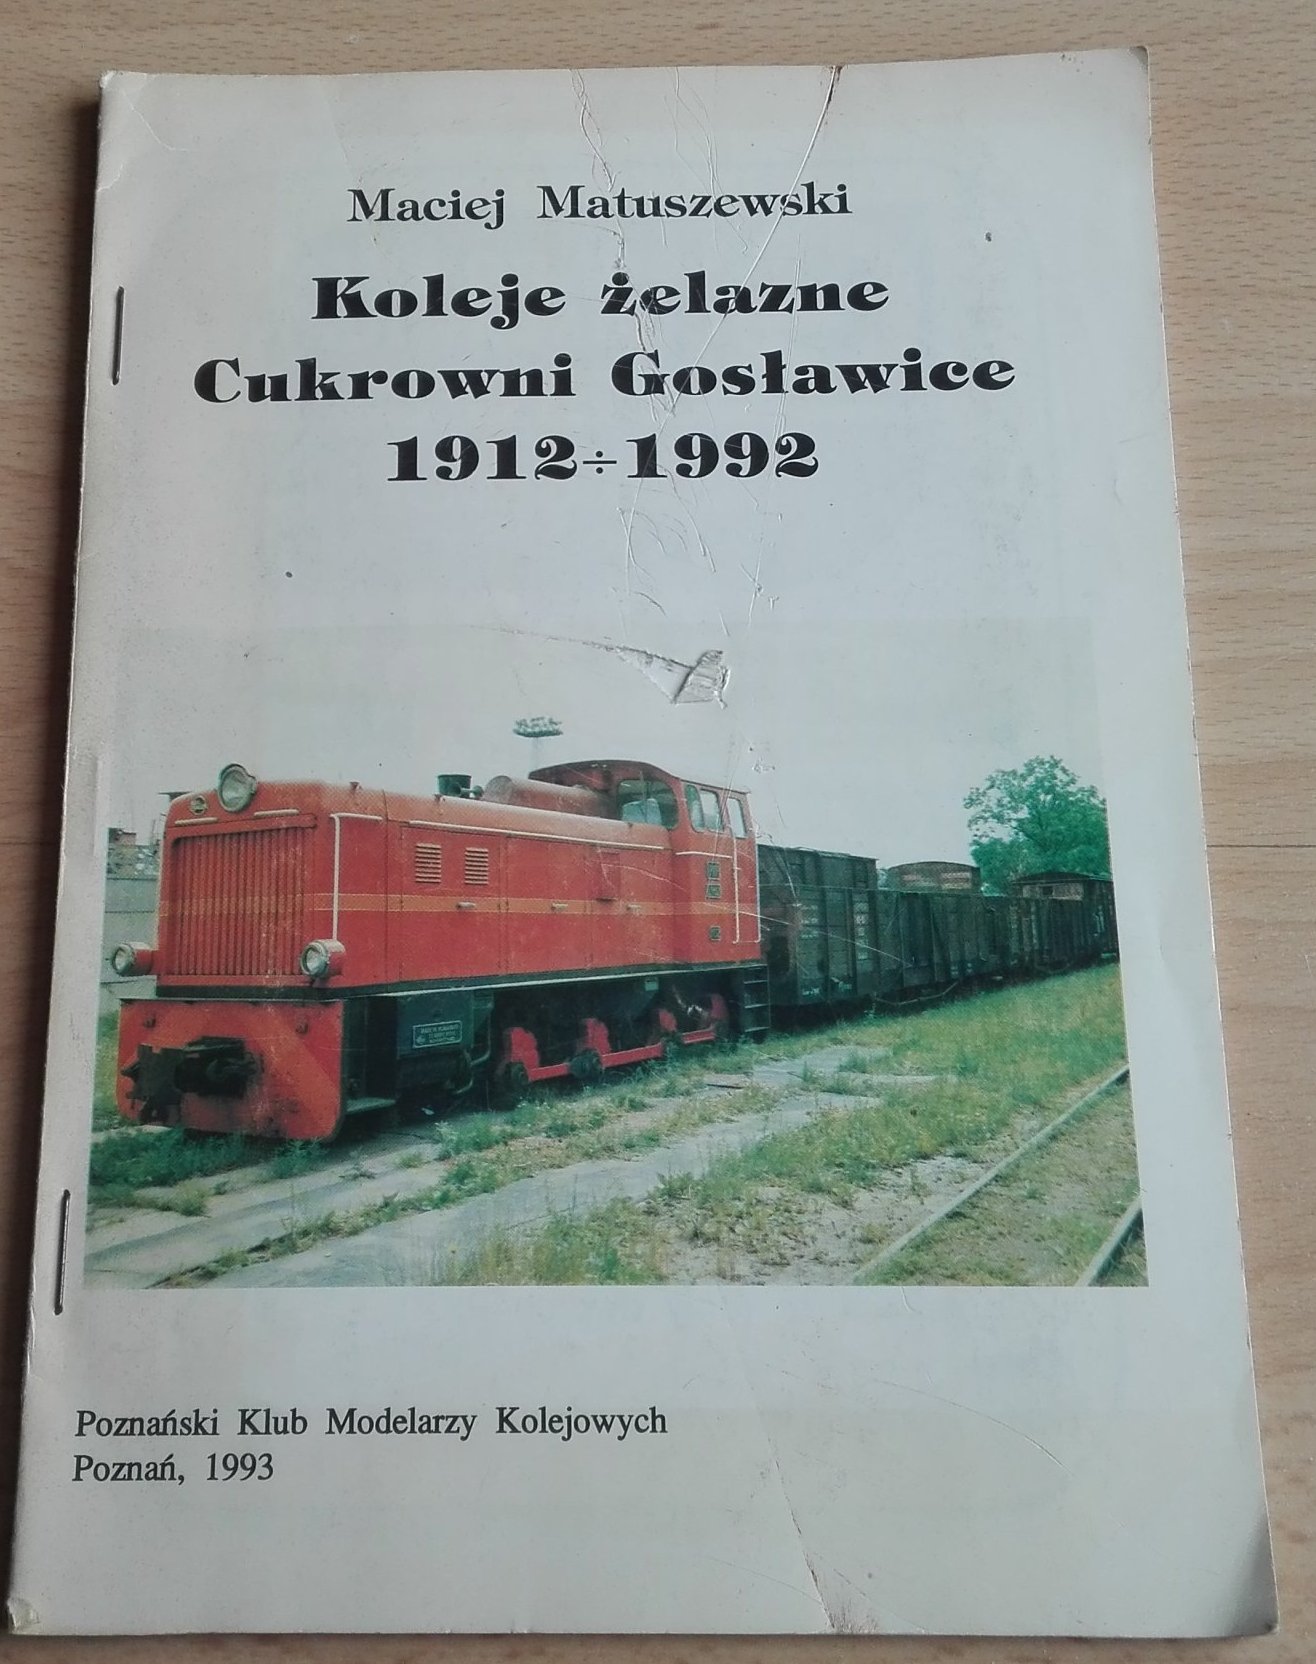 Maciej Matuszewski
Koleje żelazne
Cukrowni Gosławice
1912÷1992
Poznański Klub Modelarzy Kolejowych
Poznań, 1993